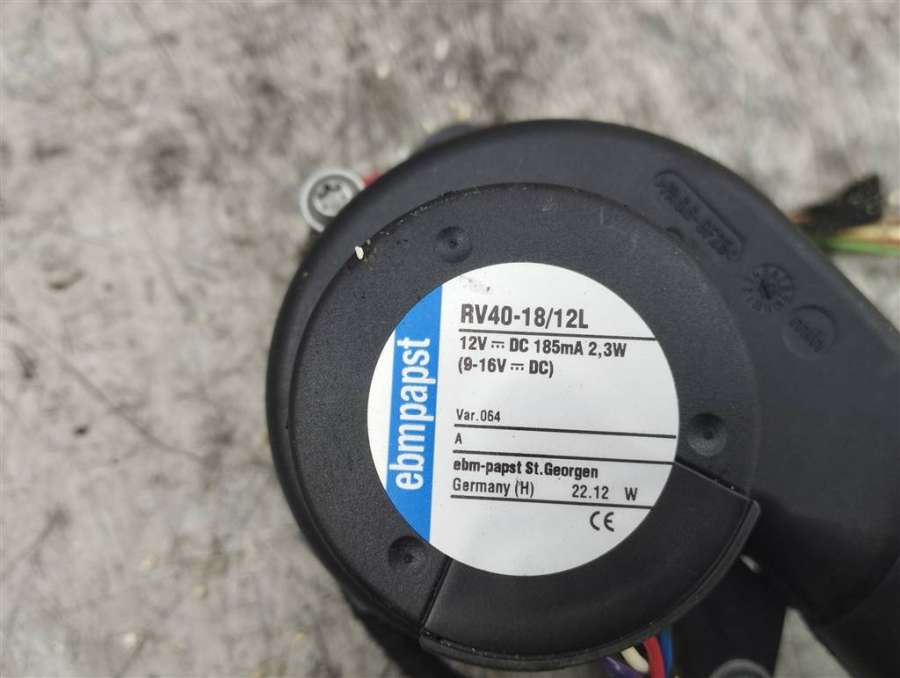 ebmpapst
RV40-18/12L
12V ⎓ DC 185mA 2,3W
(9-16V ⎓ DC)
Var.064
A
ebm-papst St.Georgen
Germany (H) 22.12 W
CE